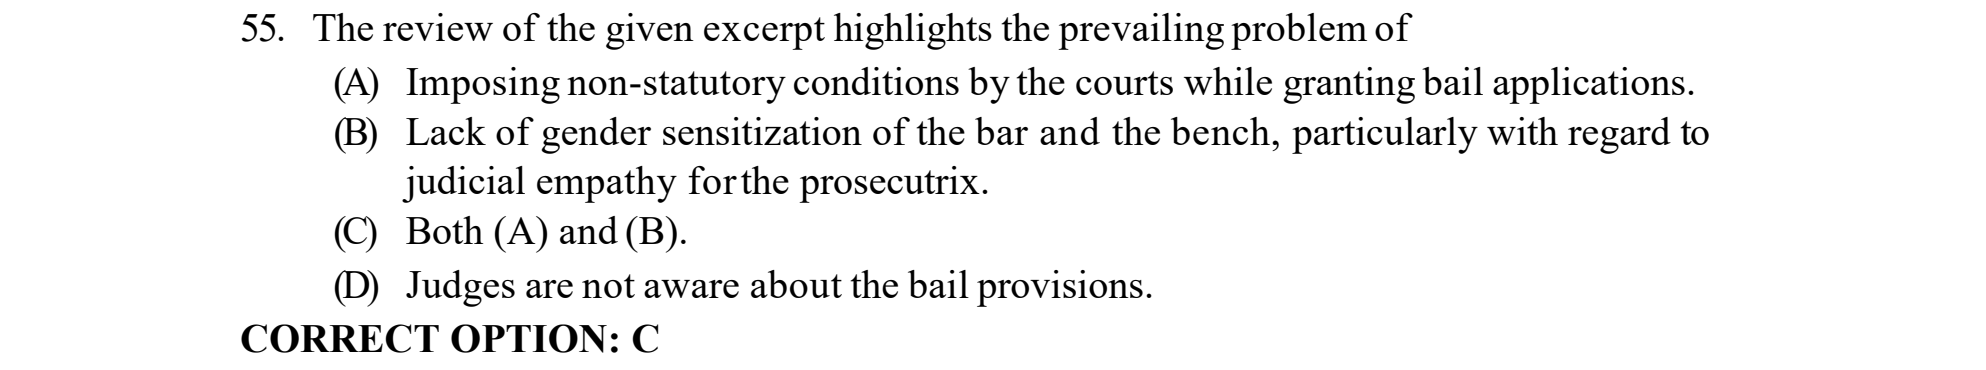 55. The review of the given excerpt highlights the prevailing problem of
(A) Imposing non-statutory conditions by the courts while granting bail applications.
(B) Lack of gender sensitization of the bar and the bench, particularly with regard to
judicial empathy for the prosecutrix.
(C) Both (A) and (B).
(D) Judges are not aware about the bail provisions.
CORRECT OPTION: C